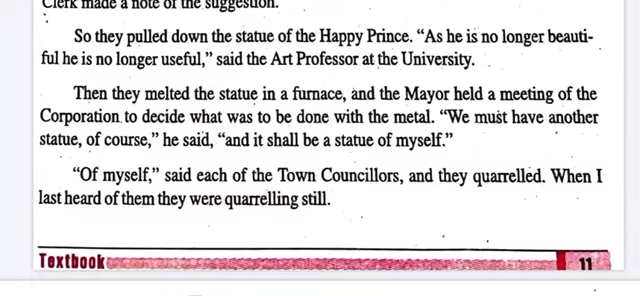 Clerk made a note of the suggestion.
So they pulled down the statue of the Happy Prince. “As he is no longer beauti-
ful he is no longer useful,” said the Art Professor at the University.
Then they melted the statue in a furnace, and the Mayor held a meeting of the
Corporation to decide what was to be done with the metal. “We must have another
statue, of course,” he said, “and it shall be a statue of myself.”
“Of myself,” said each of the Town Councillors, and they quarrelled. When I
last heard of them they were quarrelling still.
Textbook 11